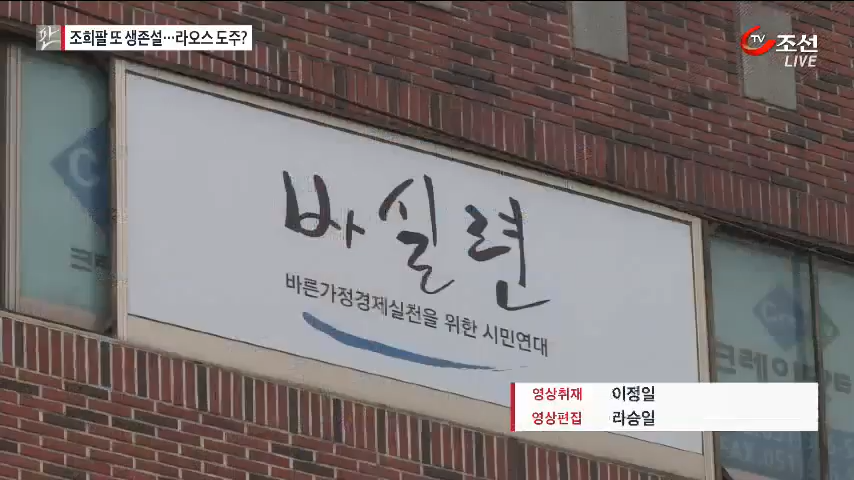 판 조희팔 또 생존설…라오스 도주?
TV조선
LIVE
바실련
바른가정경제실천을 위한 시민연대
영상취재 이정일
영상편집 라승일